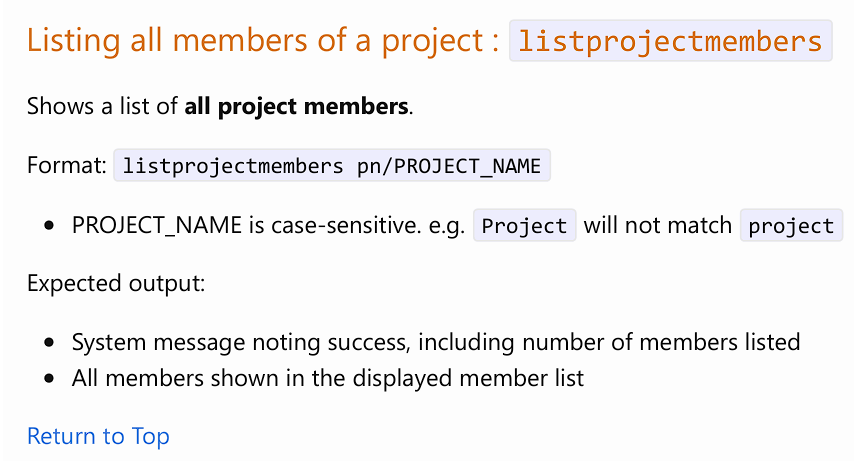 Listing all members of a project : listprojectmembers
Shows a list of all project members.
Format: listprojectmembers pn/PROJECT_NAME
• PROJECT_NAME is case-sensitive. e.g. Project will not match project
Expected output:
• System message noting success, including number of members listed
• All members shown in the displayed member list
Return to Top